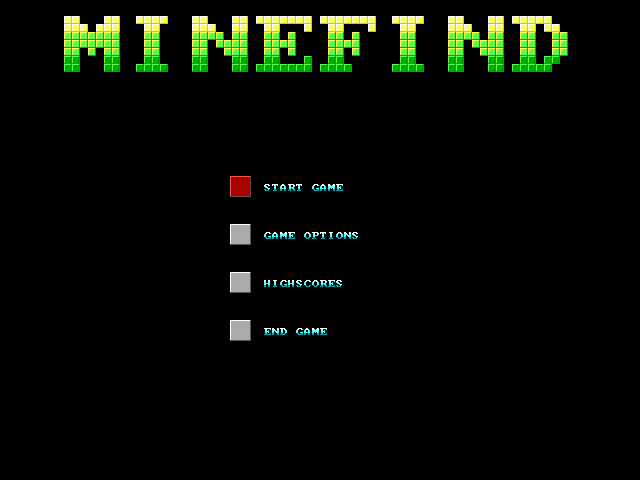 MINEFIND
START GAME
GAME OPTIONS
HIGHSCORES
END GAME